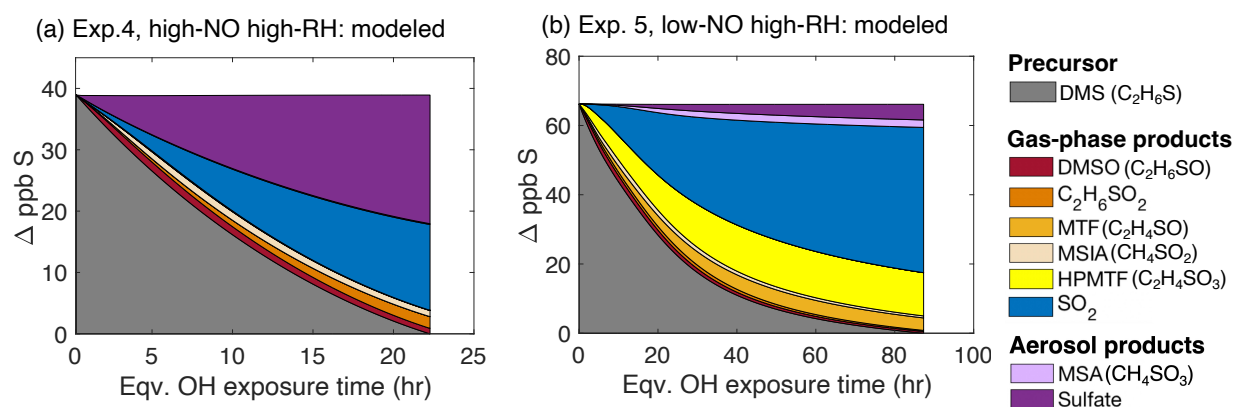 (a) Exp.4, high-NO high-RH: modeled
40
30
20
10
0
Δ ppb S
0 5 10 15 20 25
Eqv. OH exposure time (hr)
(b) Exp. 5, low-NO high-RH: modeled
80
60
40
20
0
Δ ppb S
0 20 40 60 80 100
Eqv. OH exposure time (hr)
Precursor
DMS (C₂H₆S)
Gas-phase products
DMSO (C₂H₆SO)
C₂H₆SO₂
MTF (C₂H₄SO)
MSIA (CH₄SO₂)
HPMTF (C₂H₄SO₃)
SO₂
Aerosol products
MSA (CH₄SO₃)
Sulfate